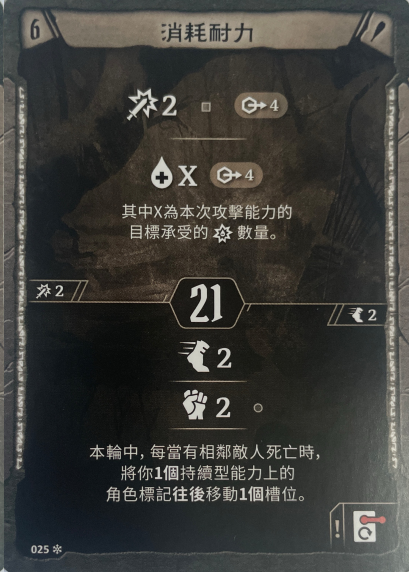 6 消耗耐力
2 4
X 4
其中X為本次攻擊能力的
目標承受的 數量。
2 21 2
2
2
本輪中，每當有相鄰敵人死亡時，
將你1個持續型能力上的
角色標記往後移動1個槽位。
!
025